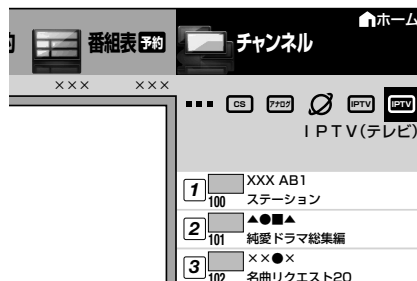 ホーム
番組表 予約 チャンネル
××× ×××
CS アナログ IPTV IPTV
IPTV(テレビ)
1 100 XXX AB1
ステーション
2 101 ▲●■▲
純愛ドラマ総集編
3 102 ××●×
名曲リクエスト20